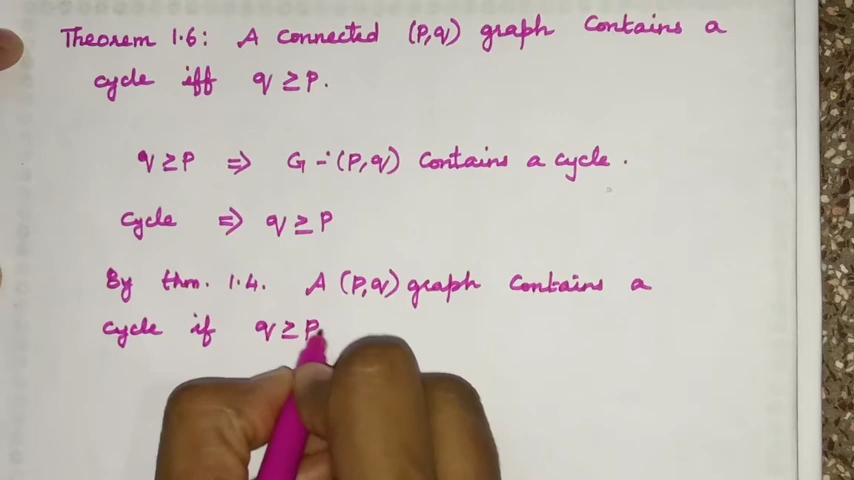 Theorem 1.6: A connected (p,q) graph Contains a
cycle iff q ≥ p.
q ≥ p ⇒ G - (p,q) Contains a cycle.
cycle ⇒ q ≥ p
By thm. 1.4. A (p,q) graph contains a
cycle if q ≥ p